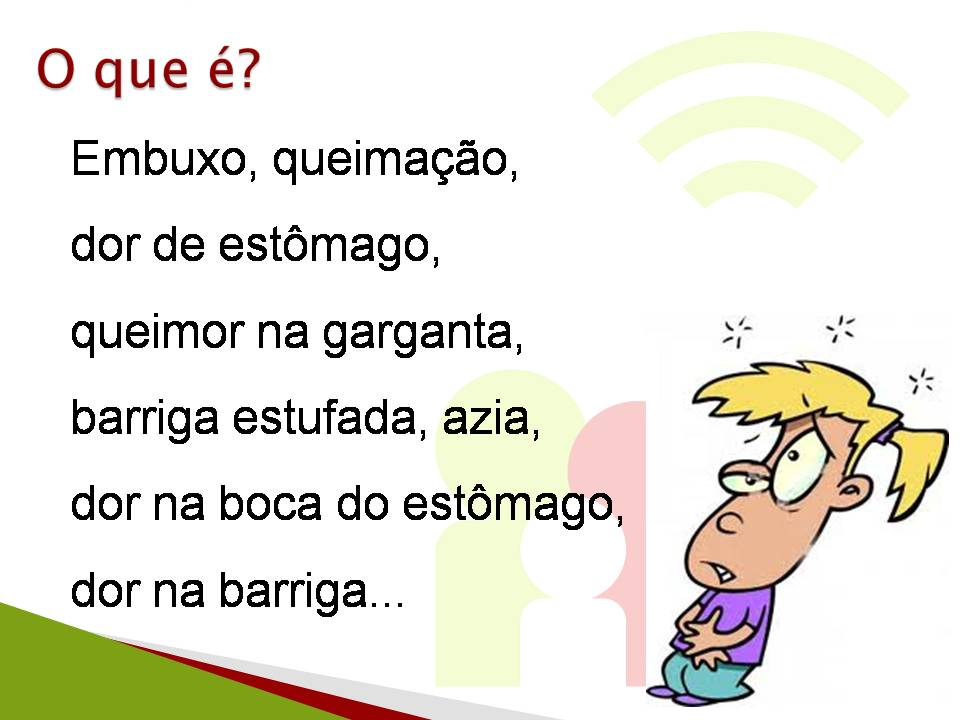 O que é?
Embuxo, queimação,
dor de estômago,
queimor na garganta,
barriga estufada, azia,
dor na boca do estômago,
dor na barriga...